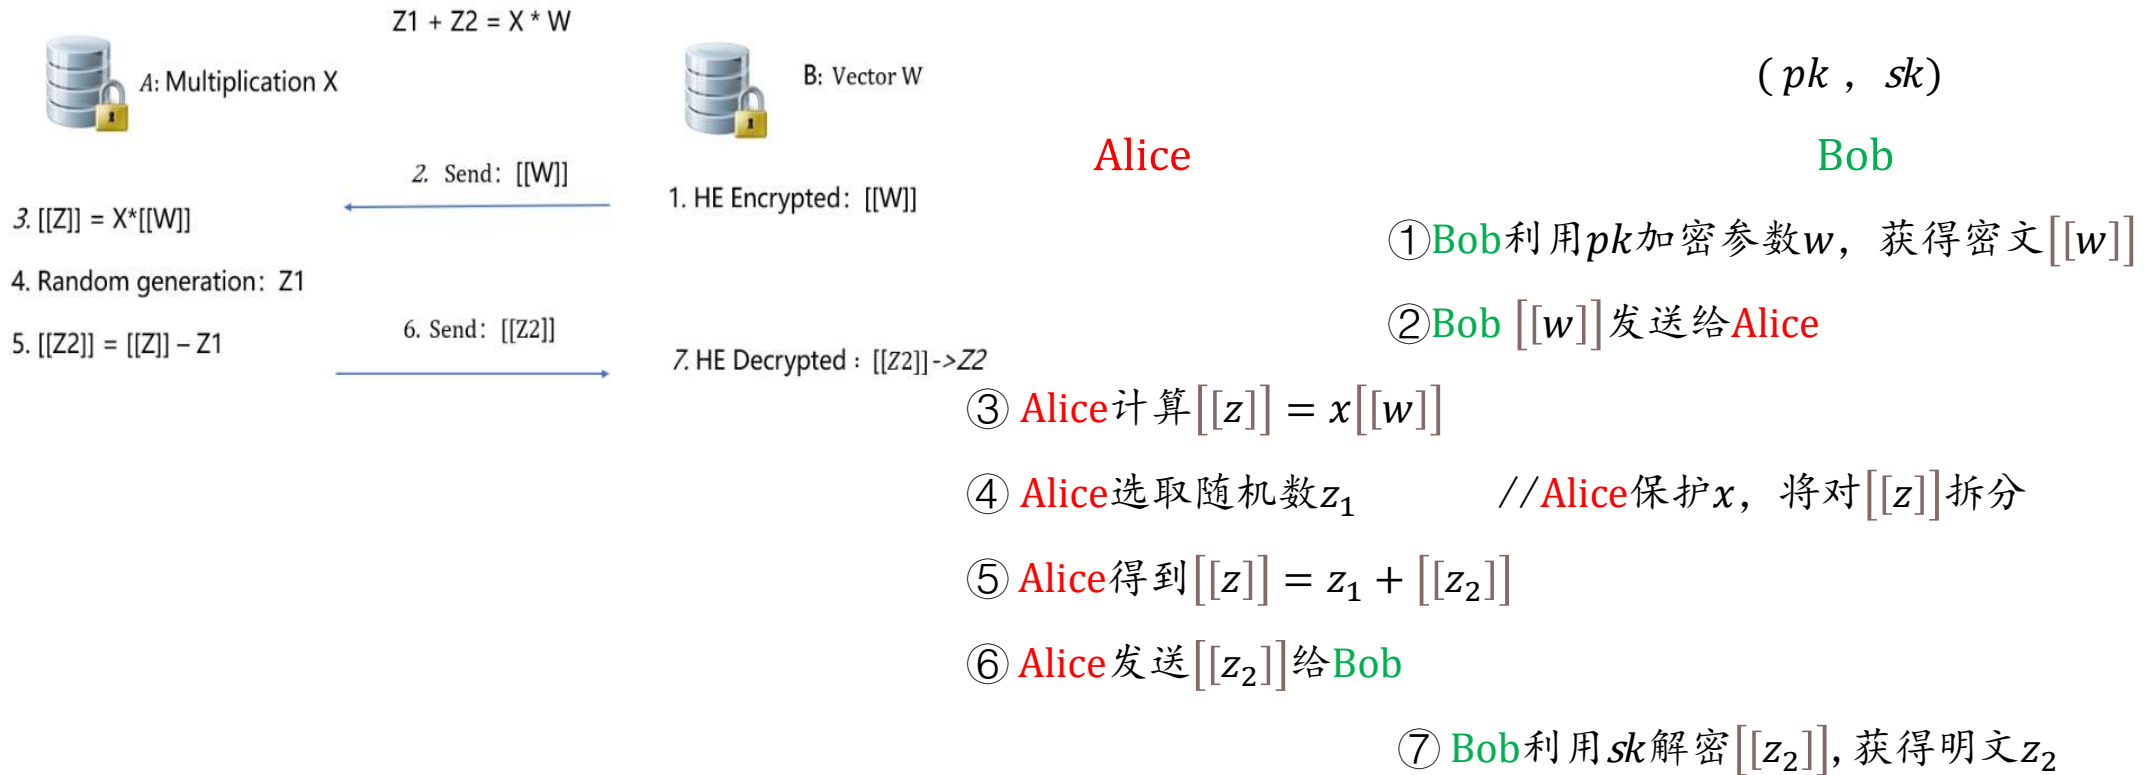 Z1 + Z2 = X * W
A: Multiplication X
B: Vector W
2. Send: [[W]]
1. HE Encrypted: [[W]]
3. [[Z]] = X*[[W]]
4. Random generation: Z1
5. [[Z2]] = [[Z]] – Z1
6. Send: [[Z2]]
7. HE Decrypted : [[Z2]]->Z2
(pk , sk)
Alice
Bob
①Bob利用pk加密参数w，获得密文[[w]]
②Bob [[w]]发送给Alice
③ Alice计算[[z]] = x[[w]]
④ Alice选取随机数z₁ //Alice保护x，将对[[z]]拆分
⑤ Alice得到[[z]] = z₁ + [[z₂]]
⑥ Alice发送[[z₂]]给Bob
⑦ Bob利用sk解密[[z₂]], 获得明文z₂